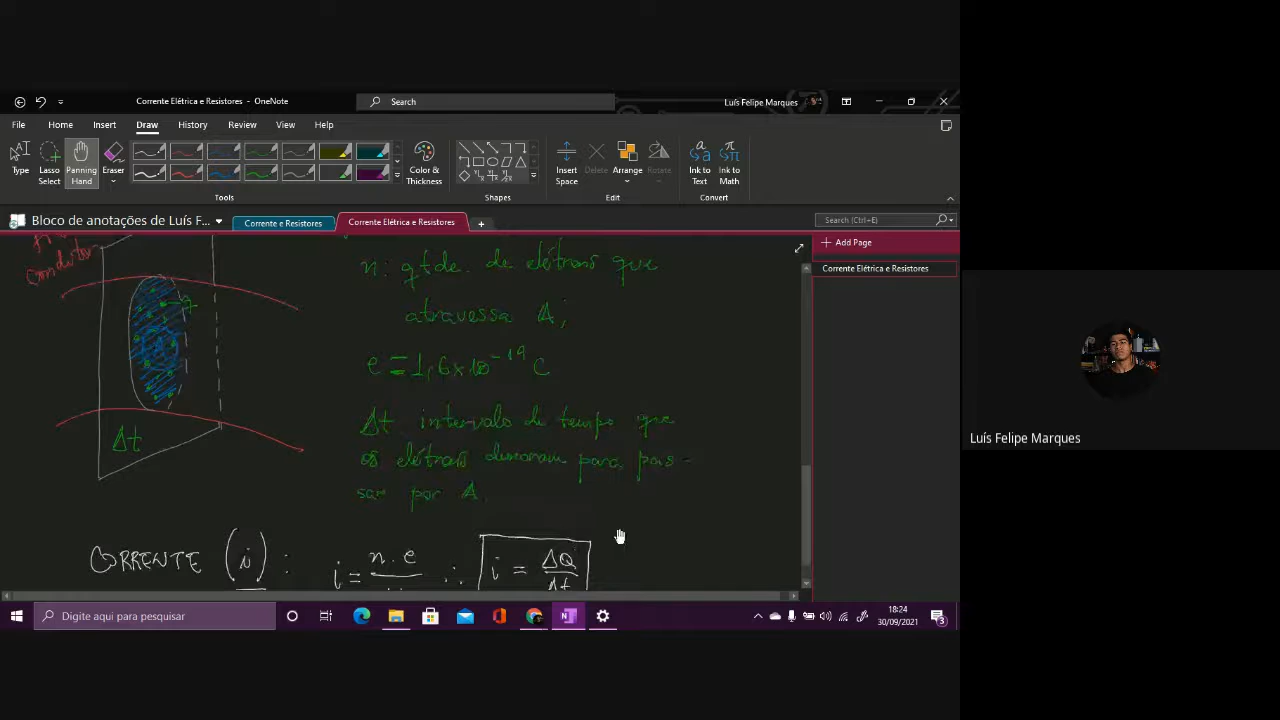 Corrente Elétrica e Resistores - OneNote
Search
Luís Felipe Marques
File Home Insert Draw History Review View Help
Type
Lasso Select
Panning Hand
Eraser
Color & Thickness
Insert Space
Delete
Arrange
Rotate
Ink to Text
Ink to Math
Tools
Shapes
Edit
Convert
Bloco de anotações de Luís F...
Corrente e Resistores
Corrente Elétrica e Resistores
Search (Ctrl+E)
Add Page
Corrente Elétrica e Resistores
condutor
n: qtde. de elétrons que
atravessa A;
e = 1,6x10⁻¹⁹ C
Δt intervalo de tempo que
os elétrons demoram para pas-
sar por A.
A
Δt
CORRENTE (i) : i = n.e ∴ i = ΔQ/Δt
Luís Felipe Marques
Digite aqui para pesquisar
18:24
30/09/2021
3